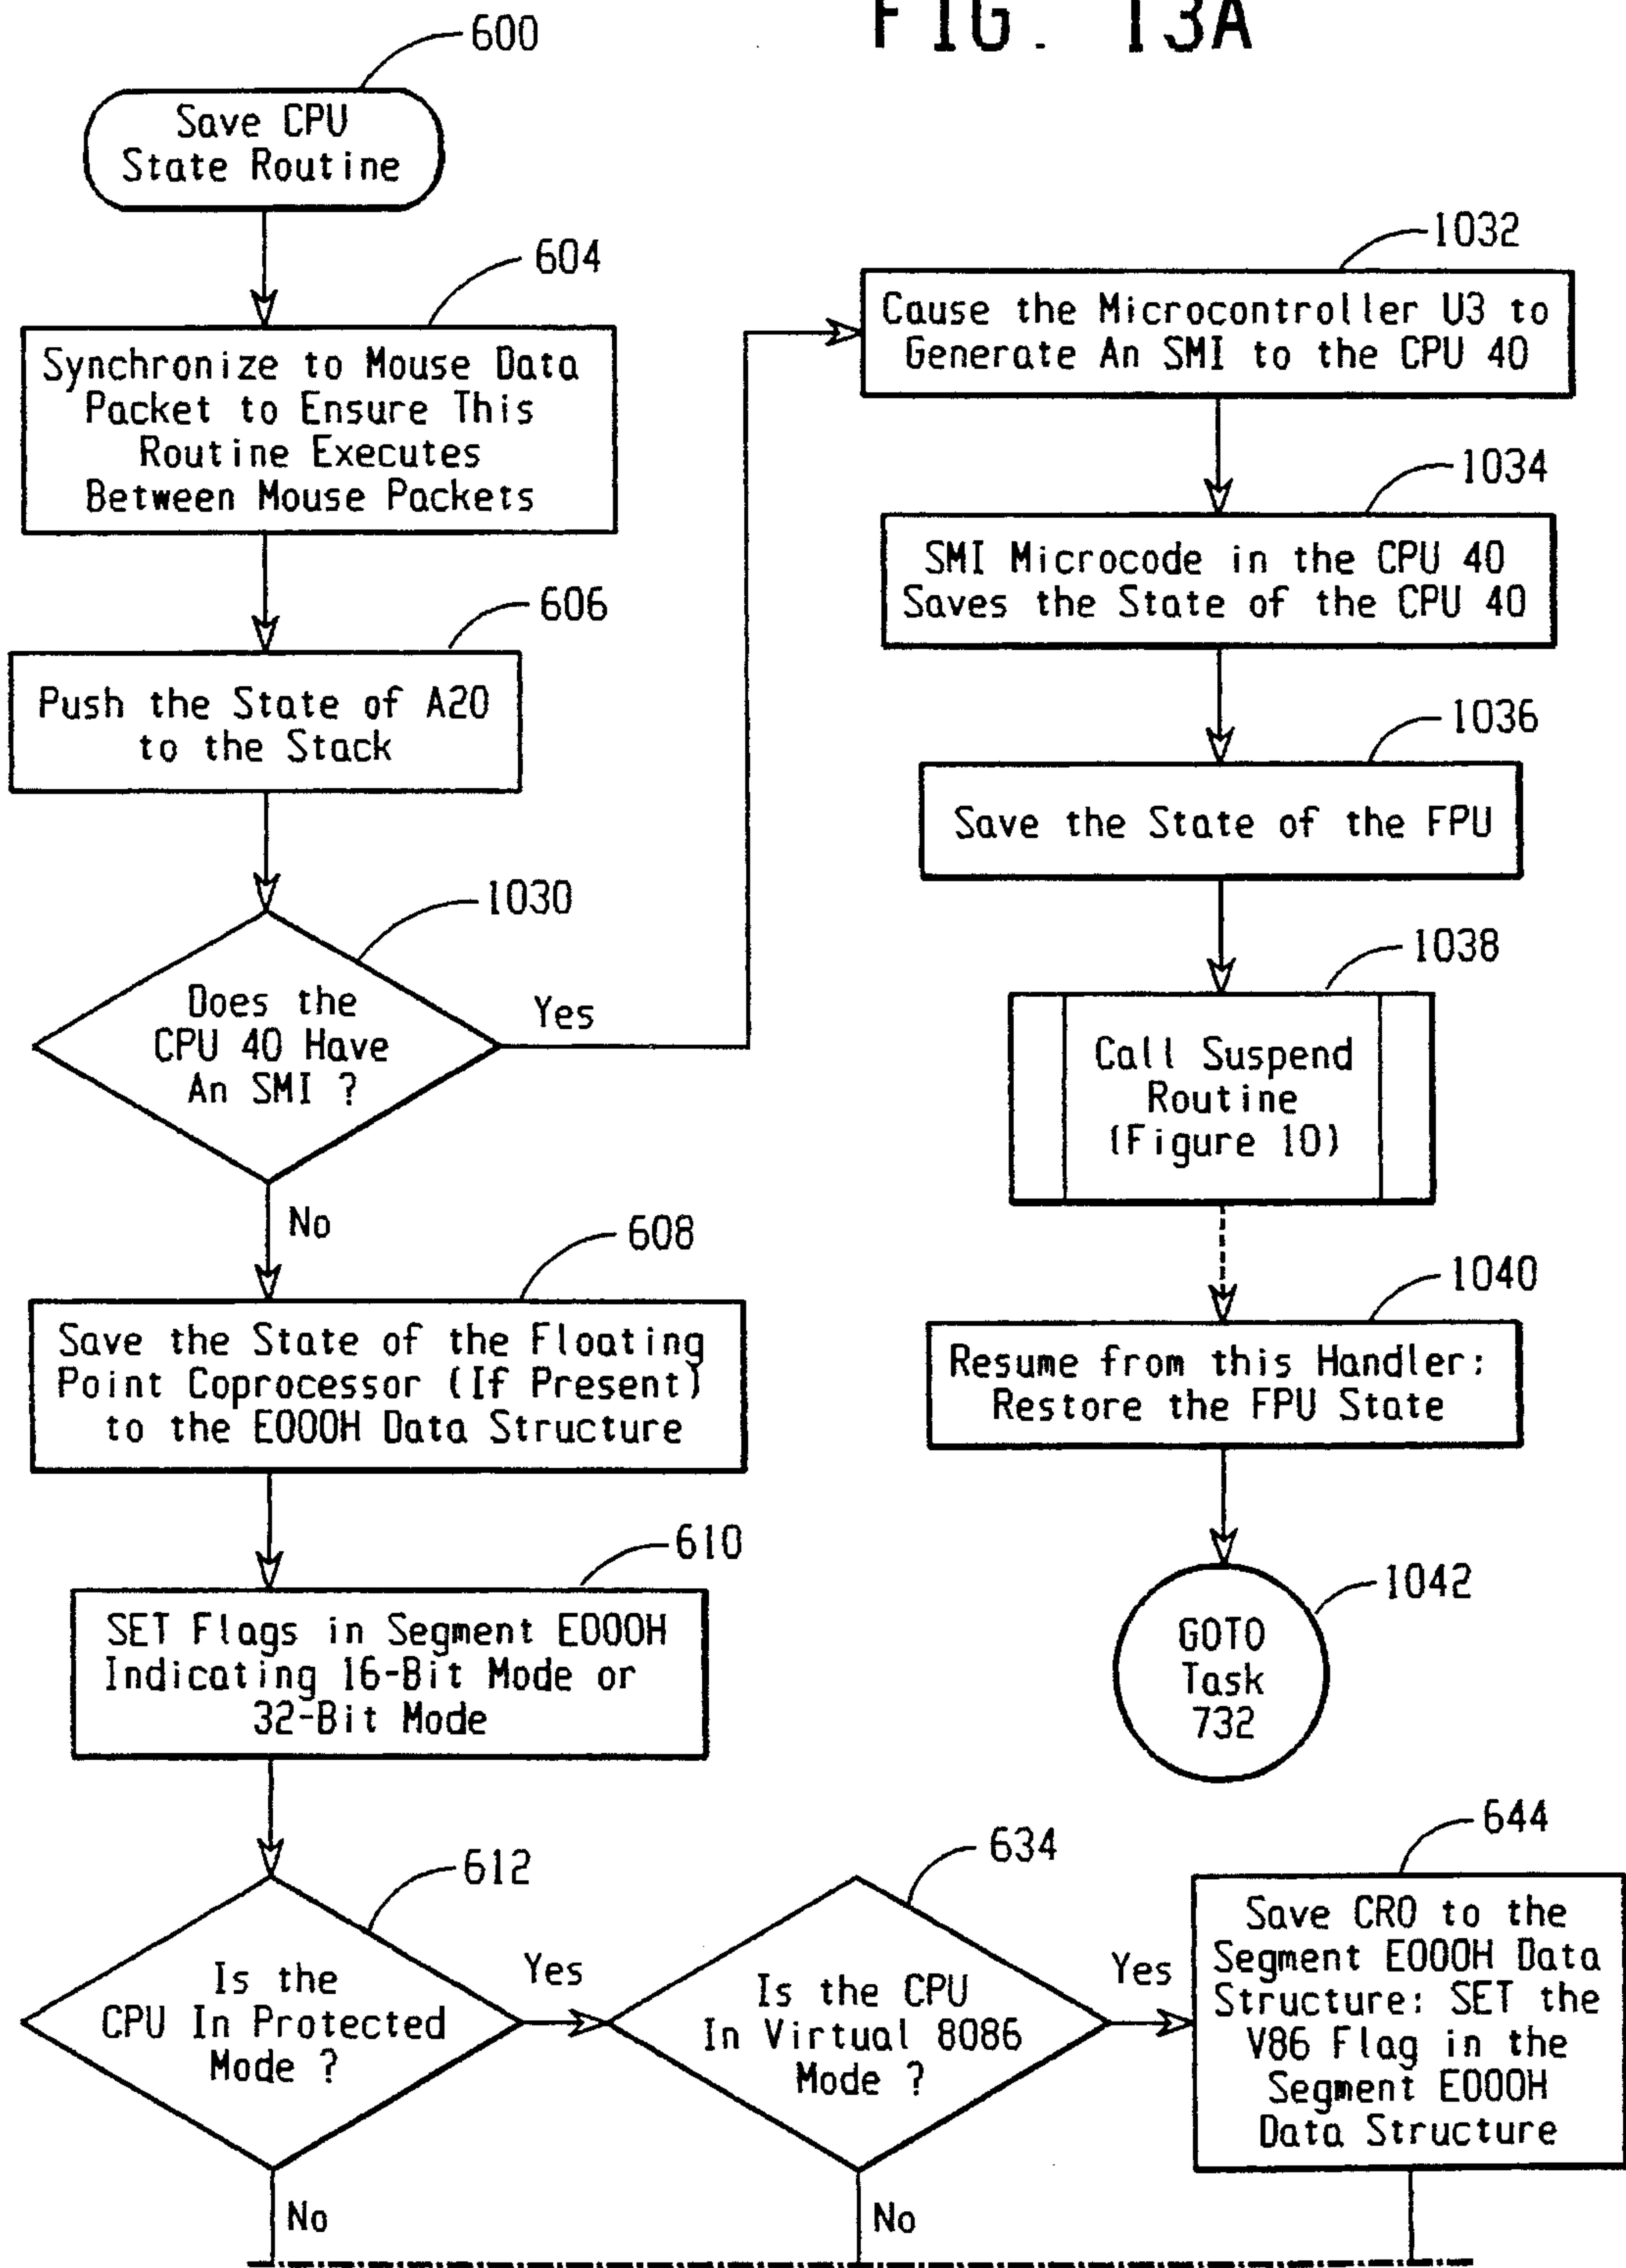 FIG. 13A
600
Save CPU
State Routine
604
Synchronize to Mouse Data
Packet to Ensure This
Routine Executes
Between Mouse Packets
606
Push the State of A20
to the Stack
1030
Does the
CPU 40 Have
An SMI ?
Yes
No
1032
Cause the Microcontroller U3 to
Generate An SMI to the CPU 40
1034
SMI Microcode in the CPU 40
Saves the State of the CPU 40
1036
Save the State of the FPU
1038
Call Suspend
Routine
(Figure 10)
1040
Resume from this Handler:
Restore the FPU State
1042
GOTO
Task
732
608
Save the State of the Floating
Point Coprocessor (If Present)
to the E000H Data Structure
610
SET Flags in Segment E000H
Indicating 16-Bit Mode or
32-Bit Mode
612
Is the
CPU In Protected
Mode ?
Yes
No
634
Is the CPU
In Virtual 8086
Mode ?
Yes
No
644
Save CR0 to the
Segment E000H Data
Structure: SET the
V86 Flag in the
Segment E000H
Data Structure